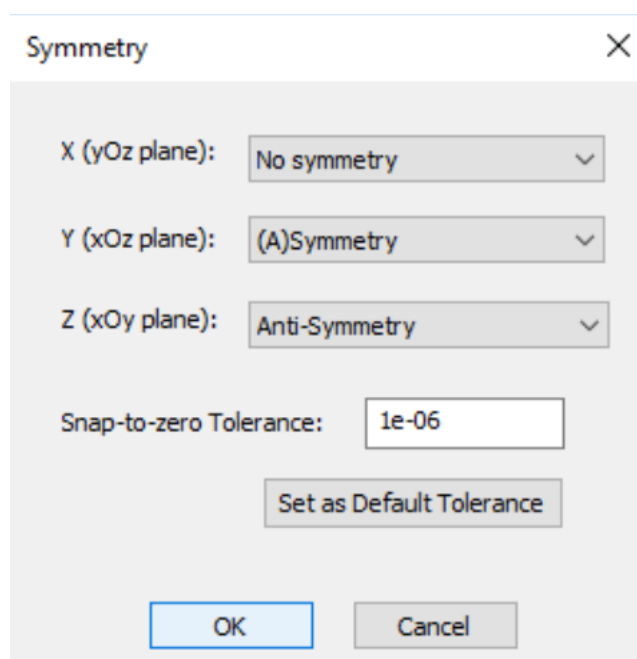 Symmetry
X (yOz plane): No symmetry
Y (xOz plane): (A)Symmetry
Z (xOy plane): Anti-Symmetry
Snap-to-zero Tolerance: 1e-06
Set as Default Tolerance
OK Cancel